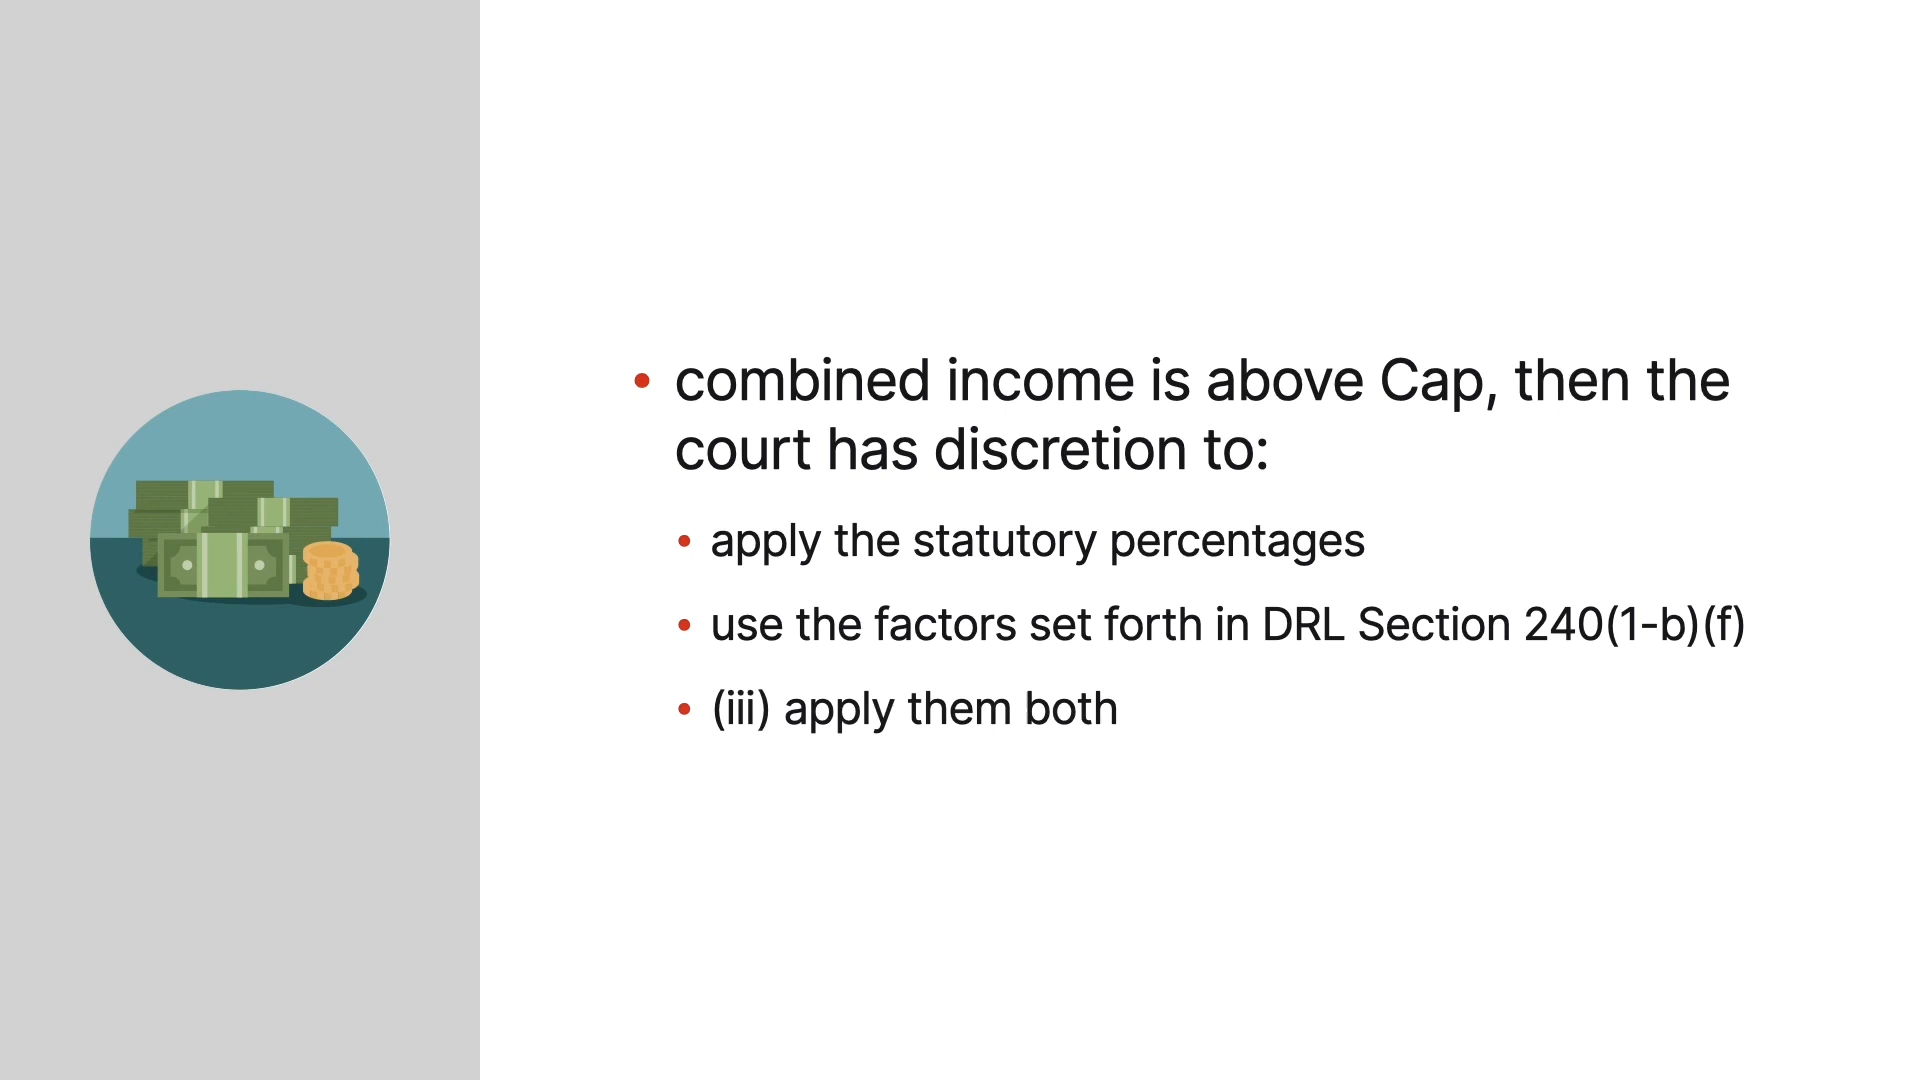 • combined income is above Cap, then the
court has discretion to:
• apply the statutory percentages
• use the factors set forth in DRL Section 240(1-b)(f)
• (iii) apply them both